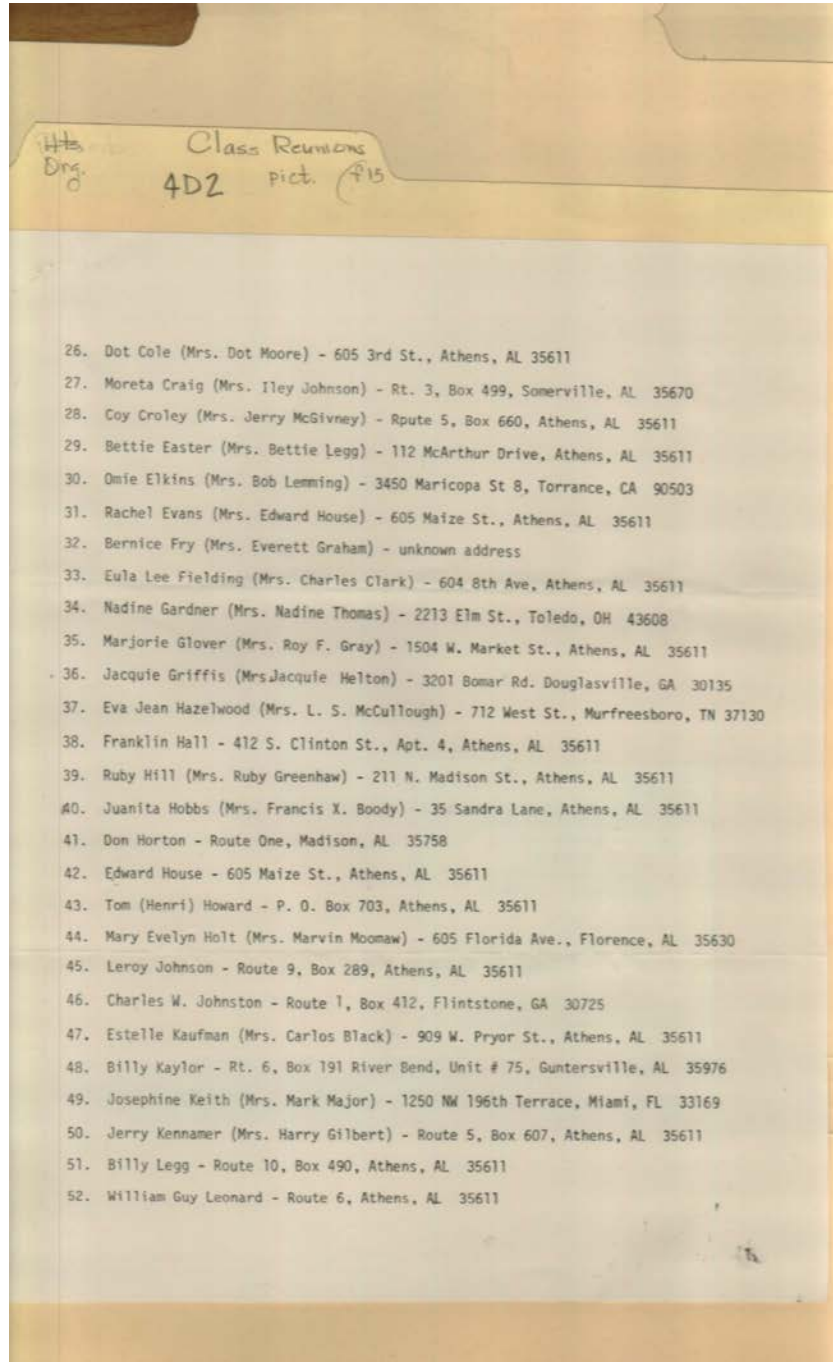 Hts. Class Reunions
Org.
4D2 pict. f15
26. Dot Cole (Mrs. Dot Moore) - 605 3rd St., Athens, AL 35611
27. Moreta Craig (Mrs. Iley Johnson) - Rt. 3, Box 499, Somerville, AL 35670
28. Coy Croley (Mrs. Jerry McGivney) - Rpute 5, Box 660, Athens, AL 35611
29. Bettie Easter (Mrs. Bettie Legg) - 112 McArthur Drive, Athens, AL 35611
30. Omie Elkins (Mrs. Bob Lemming) - 3450 Maricopa St 8, Torrance, CA 90503
31. Rachel Evans (Mrs. Edward House) - 605 Maize St., Athens, AL 35611
32. Bernice Fry (Mrs. Everett Graham) - unknown address
33. Eula Lee Fielding (Mrs. Charles Clark) - 604 8th Ave, Athens, AL 35611
34. Nadine Gardner (Mrs. Nadine Thomas) - 2213 Elm St., Toledo, OH 43608
35. Marjorie Glover (Mrs. Roy F. Gray) - 1504 W. Market St., Athens, AL 35611
36. Jacquie Griffis (Mrs.Jacquie Helton) - 3201 Bomar Rd. Douglasville, GA 30135
37. Eva Jean Hazelwood (Mrs. L. S. McCullough) - 712 West St., Murfreesboro, TN 37130
38. Franklin Hall - 412 S. Clinton St., Apt. 4, Athens, AL 35611
39. Ruby Hill (Mrs. Ruby Greenhaw) - 211 N. Madison St., Athens, AL 35611
40. Juanita Hobbs (Mrs. Francis X. Boody) - 35 Sandra Lane, Athens, AL 35611
41. Don Horton - Route One, Madison, AL 35758
42. Edward House - 605 Maize St., Athens, AL 35611
43. Tom (Henri) Howard - P. O. Box 703, Athens, AL 35611
44. Mary Evelyn Holt (Mrs. Marvin Moomaw) - 605 Florida Ave., Florence, AL 35630
45. Leroy Johnson - Route 9, Box 289, Athens, AL 35611
46. Charles W. Johnston - Route 1, Box 412, Flintstone, GA 30725
47. Estelle Kaufman (Mrs. Carlos Black) - 909 W. Pryor St., Athens, AL 35611
48. Billy Kaylor - Rt. 6, Box 191 River Bend, Unit # 75, Guntersville, AL 35976
49. Josephine Keith (Mrs. Mark Major) - 1250 NW 196th Terrace, Miami, FL 33169
50. Jerry Kennamer (Mrs. Harry Gilbert) - Route 5, Box 607, Athens, AL 35611
51. Billy Legg - Route 10, Box 490, Athens, AL 35611
52. William Guy Leonard - Route 6, Athens, AL 35611